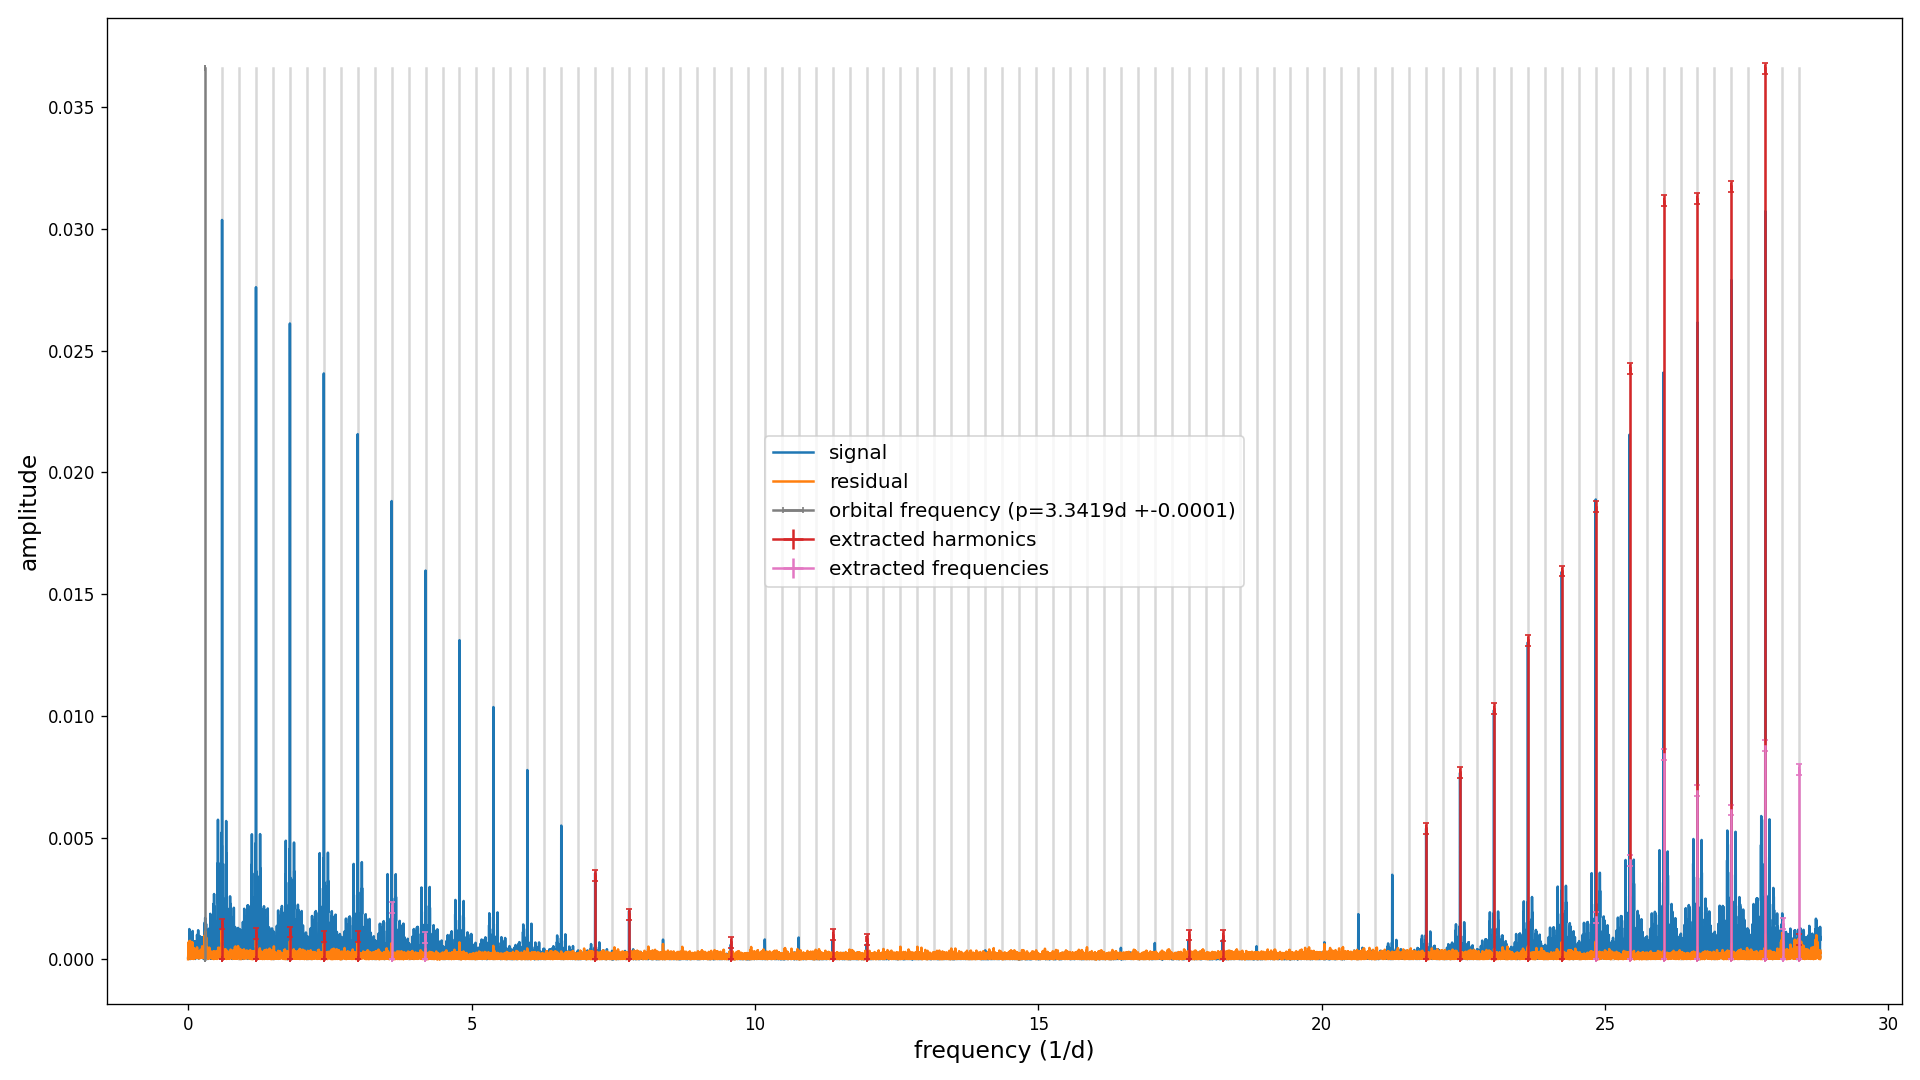 0.035
0.030
0.025
0.020
0.015
0.010
0.005
0.000
amplitude
signal
residual
orbital frequency (p=3.3419d +-0.0001)
extracted harmonics
extracted frequencies
0 5 10 15 20 25 30
frequency (1/d)